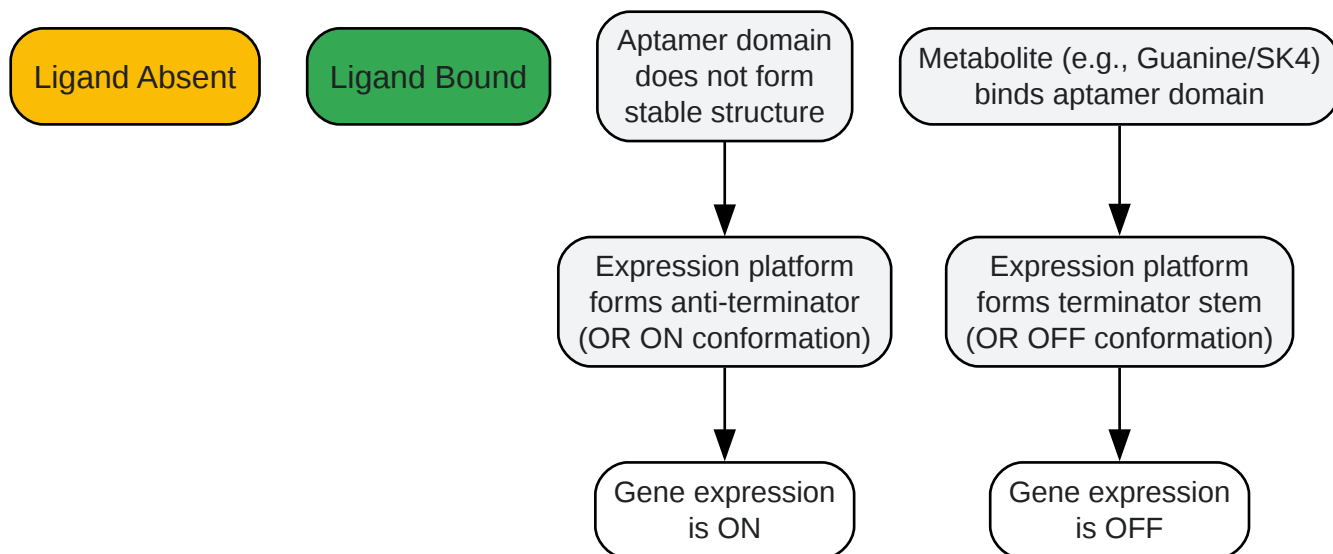 Ligand Absent
Ligand Bound
Aptamer domain
does not form
stable structure
Metabolite (e.g., Guanine/SK4)
binds aptamer domain
Expression platform
forms anti-terminator
(OR ON conformation)
Expression platform
forms terminator stem
(OR OFF conformation)
Gene expression
is ON
Gene expression
is OFF